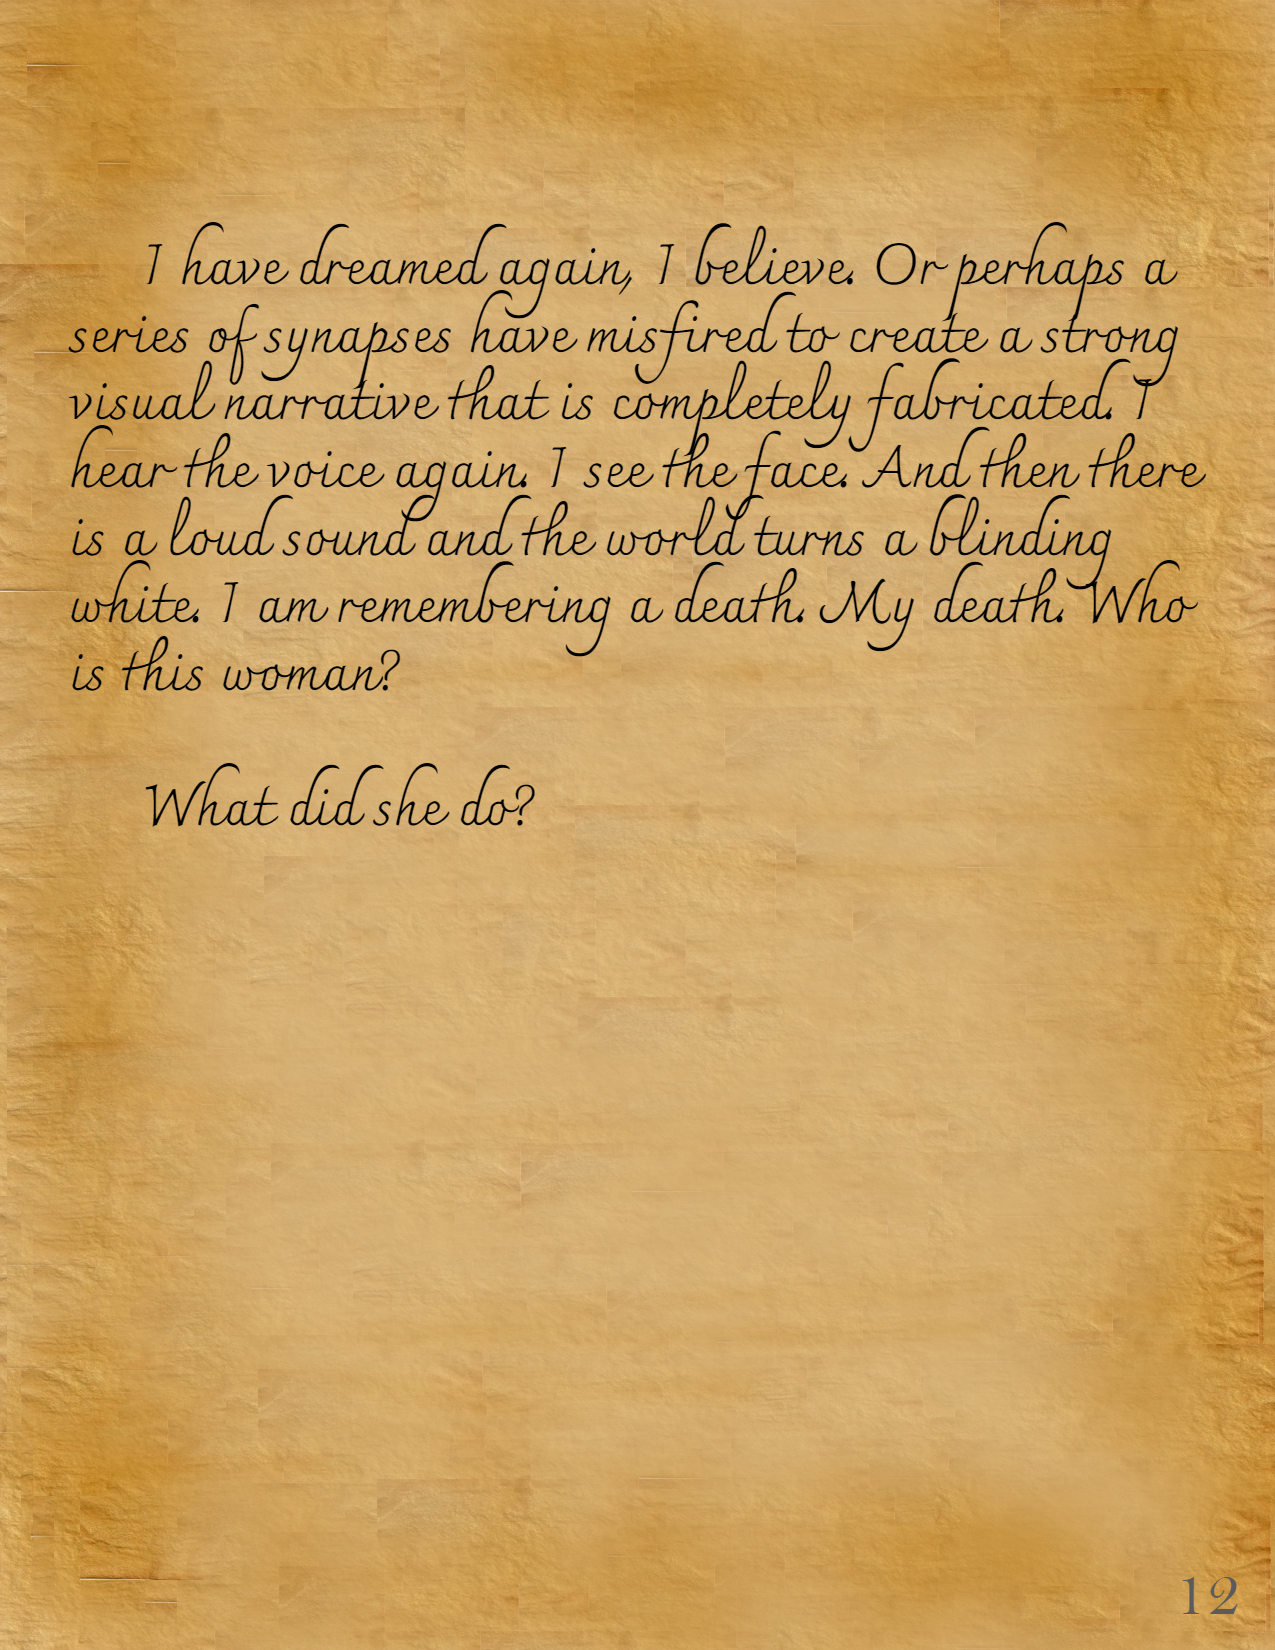 I have dreamed again, I believe. Or perhaps a
series of synapses have misfired to create a strong
visual narrative that is completely fabricated. I
hear the voice again. I see the face. And then there
is a loud sound and the world turns a blinding
white. I am remembering a death. My death. Who
is this woman?
What did she do?
12